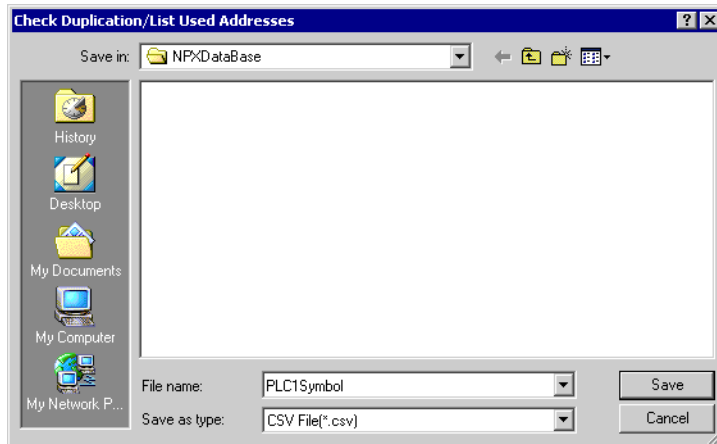 Check Duplication/List Used Addresses
Save in: NPXDataBase
History
Desktop
My Documents
My Computer
My Network P...
File name: PLC1Symbol Save
Save as type: CSV File(*.csv) Cancel